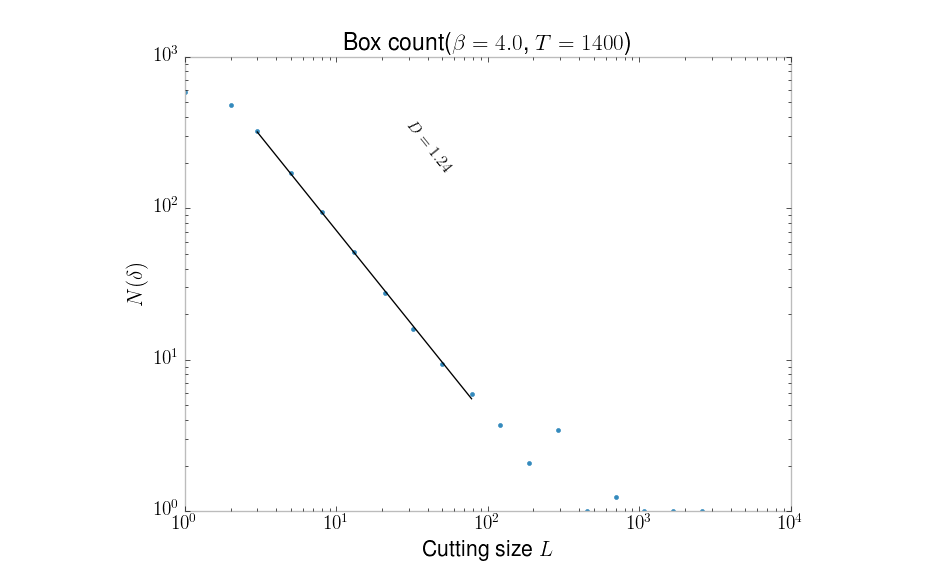 Box count(β = 4.0, T = 1400)
10³
D = 1.24
10²
N(δ)
10¹
10⁰
10⁰ 10¹ 10² 10³ 10⁴
Cutting size L